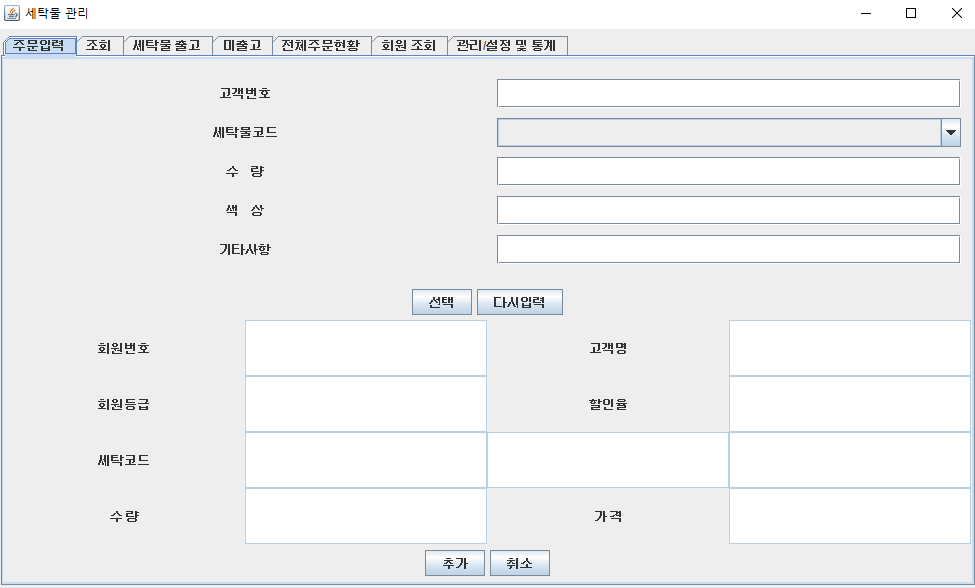 세탁물 관리
주문입력 조회 세탁물 출고 미출고 전체주문현황 회원 조회 관리/설정 및 통계
고객번호
세탁물코드
수 량
색 상
기타사항
선택 다시입력
회원번호 고객명
회원등급 할인율
세탁코드
수량 가격
추가 취소